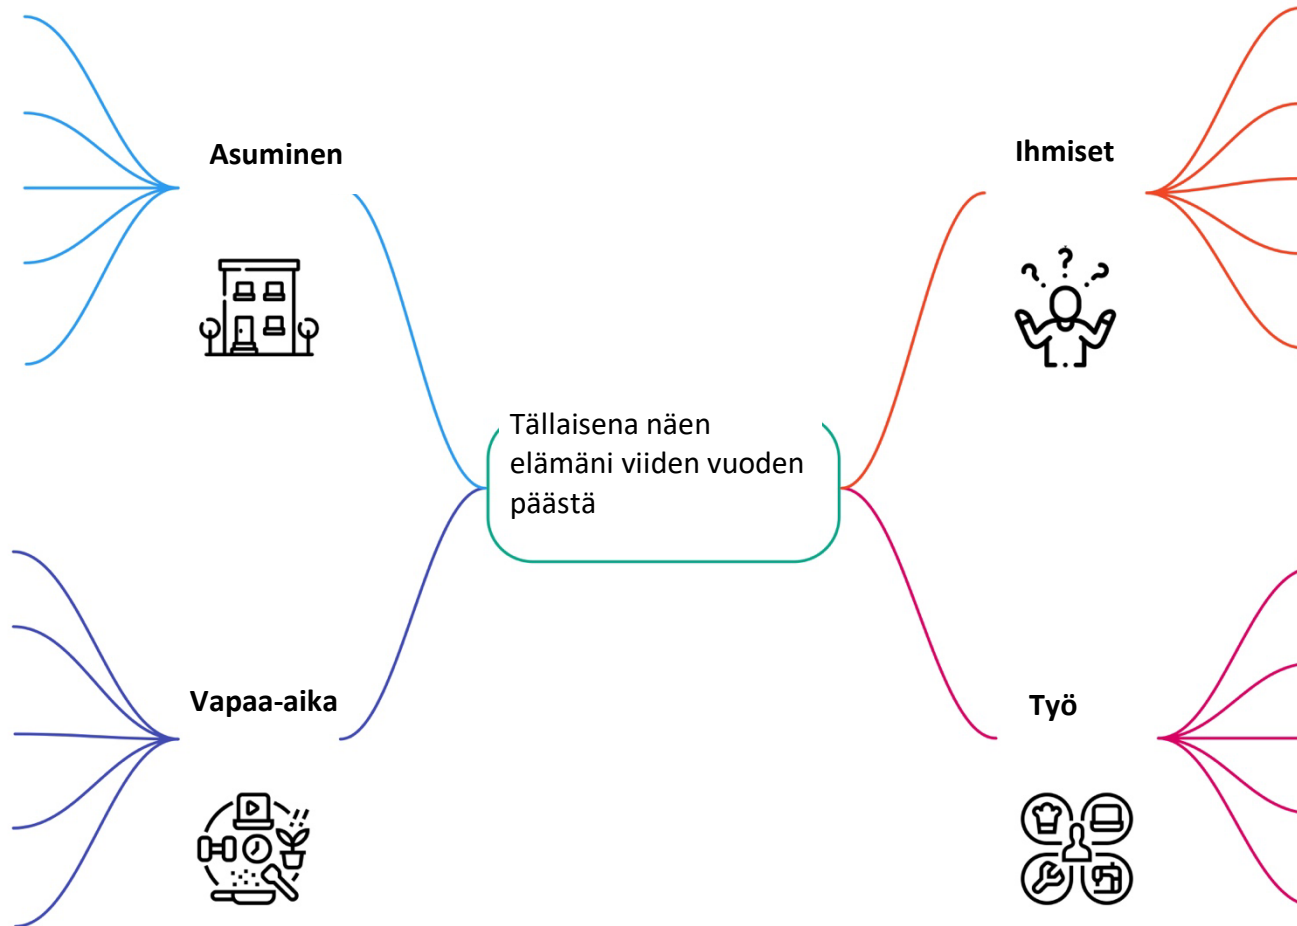 Asuminen
Ihmiset
Tällaisena näen
elämäni viiden vuoden
päästä
Vapaa-aika
Työ